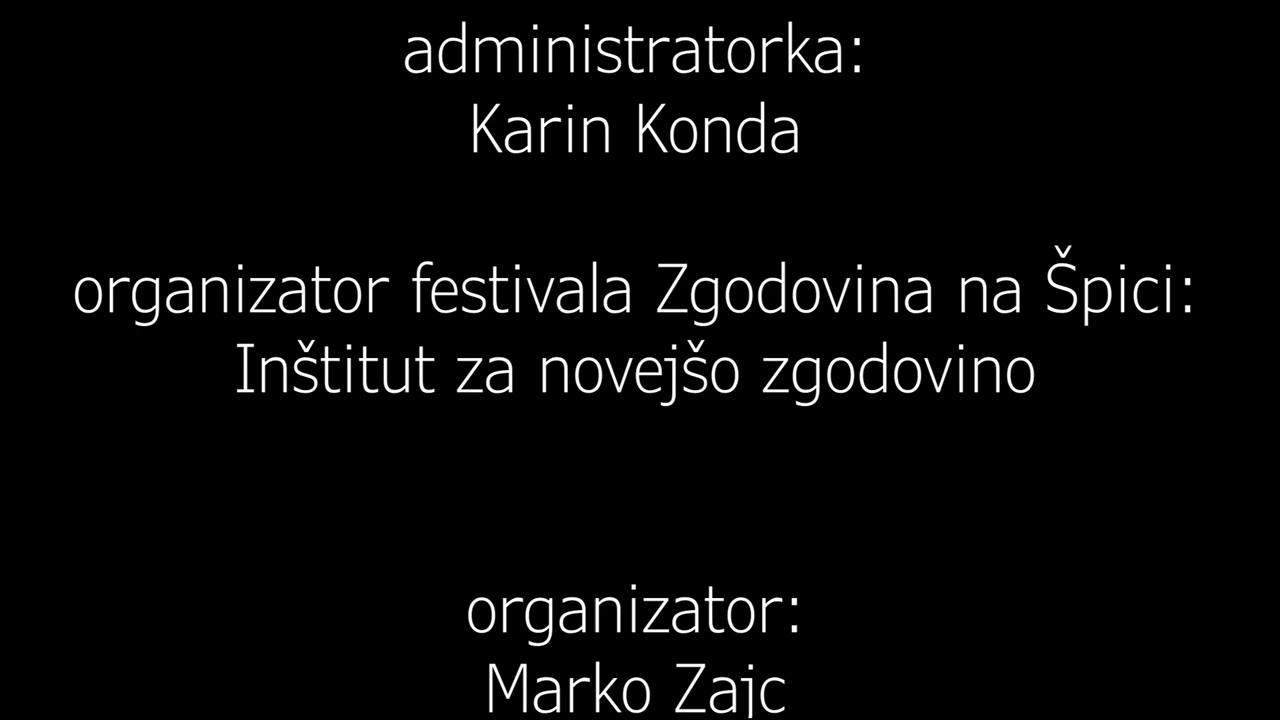 administratorka:
Karin Konda
organizator festivala Zgodovina na Špici:
Inštitut za novejšo zgodovino
organizator:
Marko Zajc